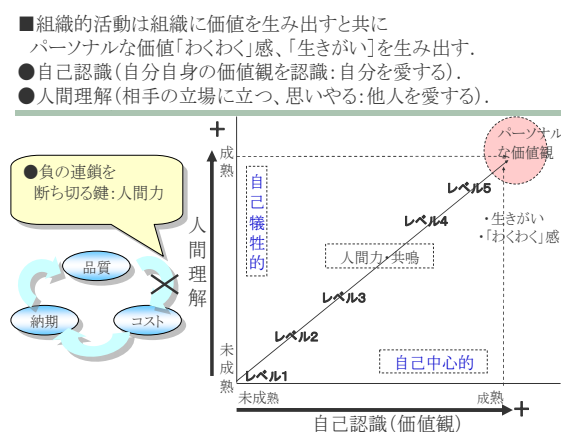 ■組織的活動は組織に価値を生み出すと共に
パーソナルな価値「わくわく」感、「生きがい]を生み出す.
●自己認識(自分自身の価値観を認識:自分を愛する).
●人間理解(相手の立場に立つ、思いやる:他人を愛する).
●負の連鎖を
断ち切る鍵:人間力
品質
納期
コスト
+
成熟
人間理解
未成熟
自己犠牲的
パーソナル
な価値観
レベル5
・生きがい
・「わくわく」感
レベル4
人間力・共鳴
レベル3
レベル2
自己中心的
レベル1
未成熟
成熟
+
自己認識(価値観)